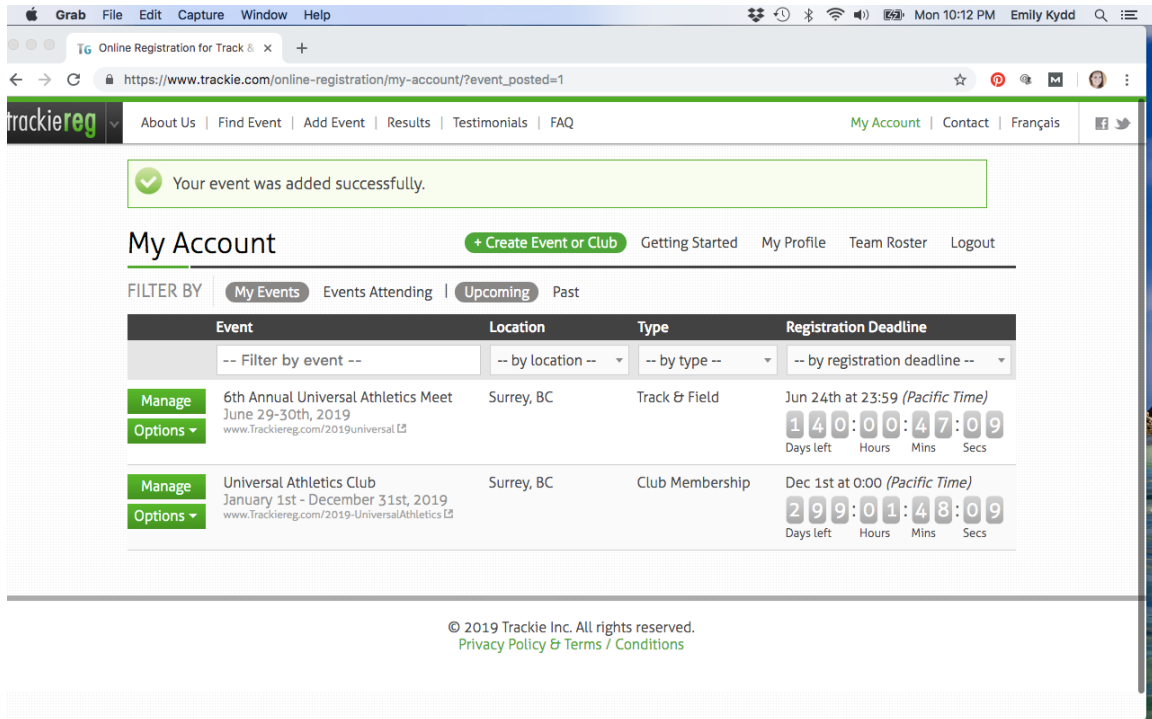 Grab File Edit Capture Window Help Mon 10:12 PM Emily Kydd
TG Online Registration for Track &
https://www.trackie.com/online-registration/my-account/?event_posted=1
trackiereg About Us | Find Event | Add Event | Results | Testimonials | FAQ My Account | Contact | Français
Your event was added successfully.
My Account + Create Event or Club Getting Started My Profile Team Roster Logout
FILTER BY My Events Events Attending | Upcoming Past
Event Location Type Registration Deadline
-- Filter by event -- -- by location -- -- by type -- -- by registration deadline --
Manage 6th Annual Universal Athletics Meet Surrey, BC Track & Field Jun 24th at 23:59 (Pacific Time)
June 29-30th, 2019
Options www.Trackiereg.com/2019universal 140:00:47:09
Days left Hours Mins Secs
Manage Universal Athletics Club Surrey, BC Club Membership Dec 1st at 0:00 (Pacific Time)
January 1st - December 31st, 2019
Options www.Trackiereg.com/2019-UniversalAthletics 299:01:48:09
Days left Hours Mins Secs
© 2019 Trackie Inc. All rights reserved.
Privacy Policy & Terms / Conditions